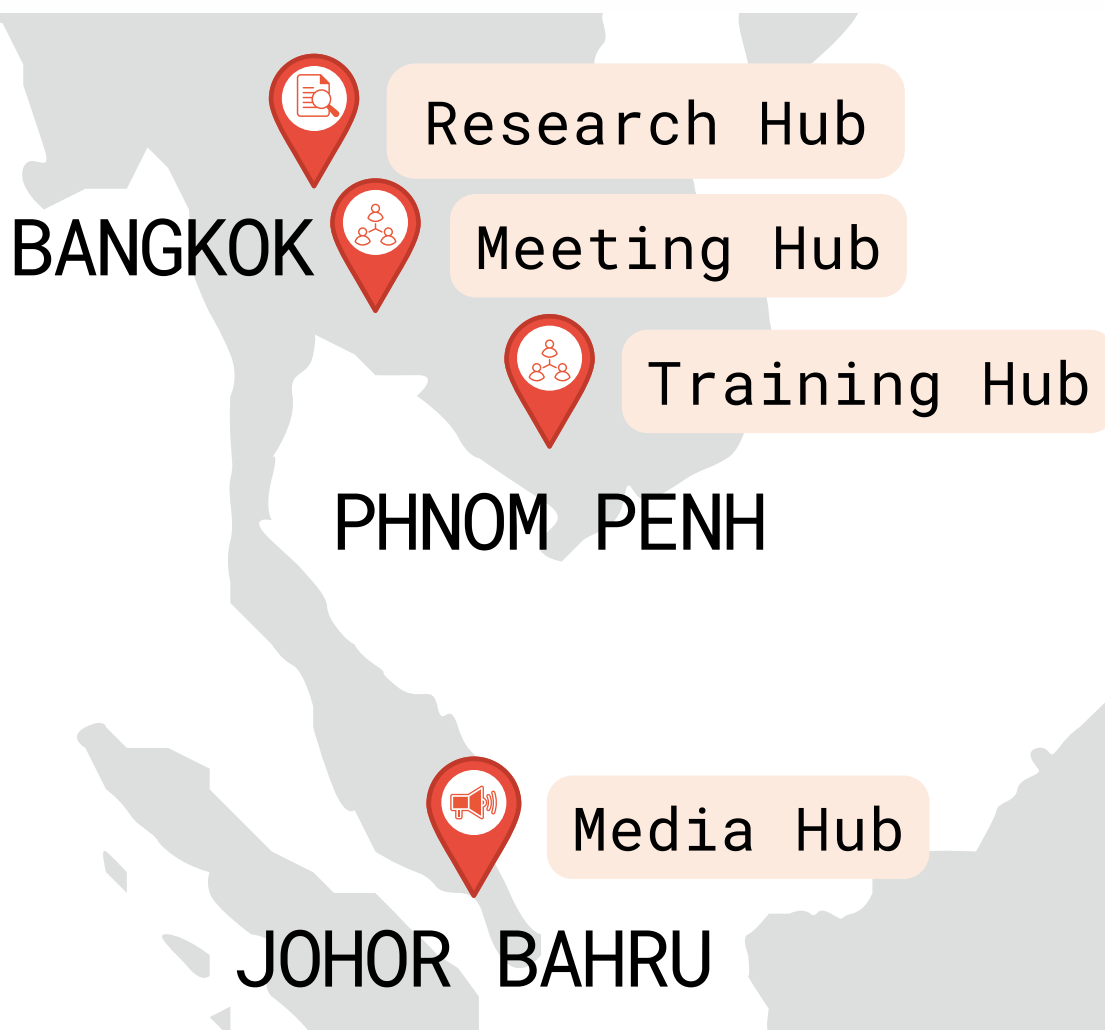 Research Hub
BANGKOK
Meeting Hub
Training Hub
PHNOM PENH
Media Hub
JOHOR BAHRU